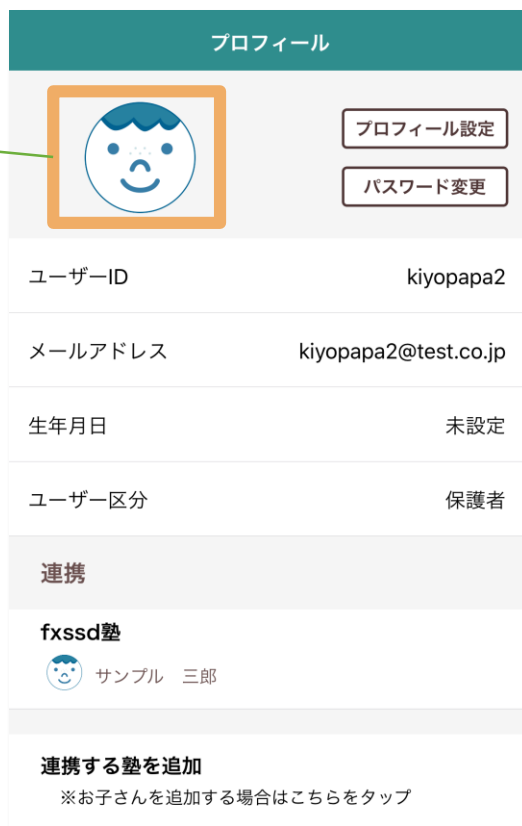 プロフィール
プロフィール設定
パスワード変更
ユーザーID kiyopapa2
メールアドレス kiyopapa2@test.co.jp
生年月日 未設定
ユーザー区分 保護者
連携
fxssd塾
サンプル　三郎
連携する塾を追加
※お子さんを追加する場合はこちらをタップ